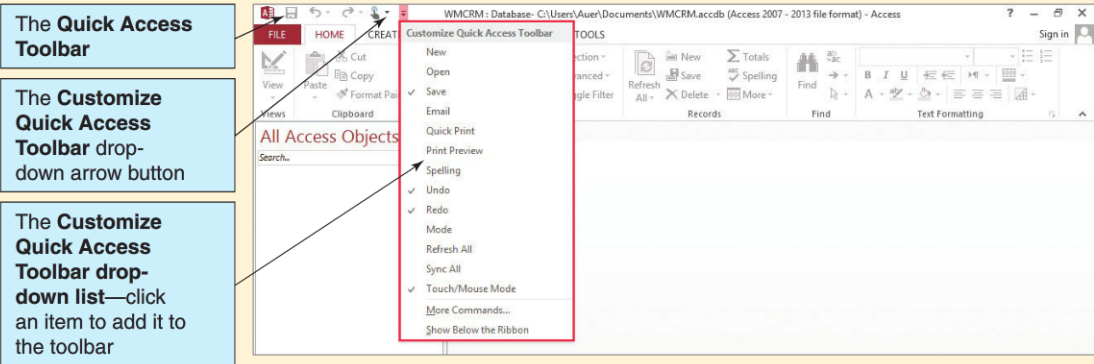 The Quick Access
Toolbar
The Customize
Quick Access
Toolbar drop-
down arrow button
The Customize
Quick Access
Toolbar drop-
down list—click
an item to add it to
the toolbar
WMCRM : Database- C:\Users\Auer\Documents\WMCRM.accdb (Access 2007 - 2013 file format) - Access
FILE HOME CREAT TOOLS Sign in
Customize Quick Access Toolbar
New
Open
Save
Email
Quick Print
Print Preview
Spelling
Undo
Redo
Mode
Refresh All
Sync All
Touch/Mouse Mode
More Commands...
Show Below the Ribbon
View
Views
Paste
Cut
Copy
Format Pai
Clipboard
ection
vanced
ggle Filter
Refresh
All
New
Save
Delete
Totals
Spelling
More
Records
Find
Find
B I U
A
Text Formatting
All Access Objects
Search...